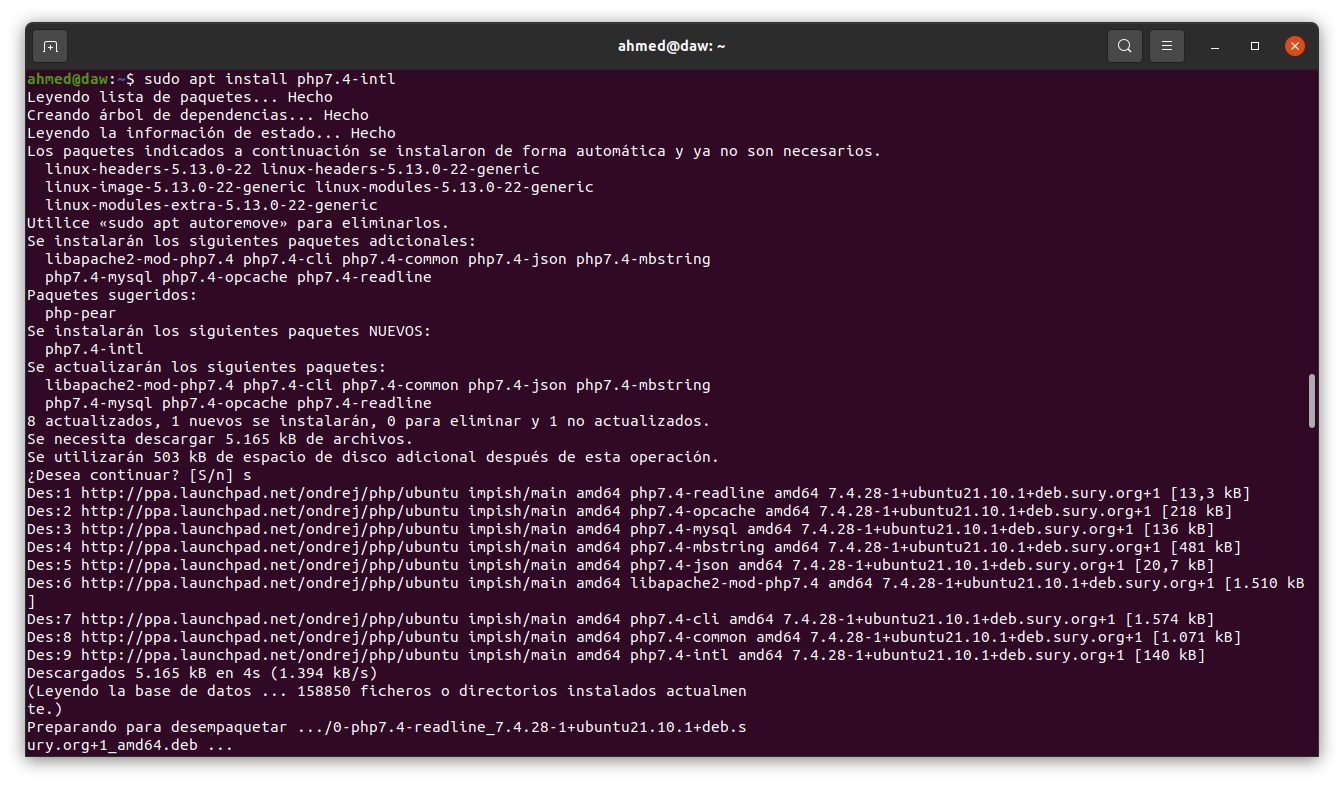 ahmed@daw: ~
ahmed@daw:~$ sudo apt install php7.4-intl
Leyendo lista de paquetes... Hecho
Creando árbol de dependencias... Hecho
Leyendo la información de estado... Hecho
Los paquetes indicados a continuación se instalaron de forma automática y ya no son necesarios.
  linux-headers-5.13.0-22 linux-headers-5.13.0-22-generic
  linux-image-5.13.0-22-generic linux-modules-5.13.0-22-generic
  linux-modules-extra-5.13.0-22-generic
Utilice «sudo apt autoremove» para eliminarlos.
Se instalarán los siguientes paquetes adicionales:
  libapache2-mod-php7.4 php7.4-cli php7.4-common php7.4-json php7.4-mbstring
  php7.4-mysql php7.4-opcache php7.4-readline
Paquetes sugeridos:
  php-pear
Se instalarán los siguientes paquetes NUEVOS:
  php7.4-intl
Se actualizarán los siguientes paquetes:
  libapache2-mod-php7.4 php7.4-cli php7.4-common php7.4-json php7.4-mbstring
  php7.4-mysql php7.4-opcache php7.4-readline
8 actualizados, 1 nuevos se instalarán, 0 para eliminar y 1 no actualizados.
Se necesita descargar 5.165 kB de archivos.
Se utilizarán 503 kB de espacio de disco adicional después de esta operación.
¿Desea continuar? [S/n] s
Des:1 http://ppa.launchpad.net/ondrej/php/ubuntu impish/main amd64 php7.4-readline amd64 7.4.28-1+ubuntu21.10.1+deb.sury.org+1 [13,3 kB]
Des:2 http://ppa.launchpad.net/ondrej/php/ubuntu impish/main amd64 php7.4-opcache amd64 7.4.28-1+ubuntu21.10.1+deb.sury.org+1 [218 kB]
Des:3 http://ppa.launchpad.net/ondrej/php/ubuntu impish/main amd64 php7.4-mysql amd64 7.4.28-1+ubuntu21.10.1+deb.sury.org+1 [136 kB]
Des:4 http://ppa.launchpad.net/ondrej/php/ubuntu impish/main amd64 php7.4-mbstring amd64 7.4.28-1+ubuntu21.10.1+deb.sury.org+1 [481 kB]
Des:5 http://ppa.launchpad.net/ondrej/php/ubuntu impish/main amd64 php7.4-json amd64 7.4.28-1+ubuntu21.10.1+deb.sury.org+1 [20,7 kB]
Des:6 http://ppa.launchpad.net/ondrej/php/ubuntu impish/main amd64 libapache2-mod-php7.4 amd64 7.4.28-1+ubuntu21.10.1+deb.sury.org+1 [1.510 kB
]
Des:7 http://ppa.launchpad.net/ondrej/php/ubuntu impish/main amd64 php7.4-cli amd64 7.4.28-1+ubuntu21.10.1+deb.sury.org+1 [1.574 kB]
Des:8 http://ppa.launchpad.net/ondrej/php/ubuntu impish/main amd64 php7.4-common amd64 7.4.28-1+ubuntu21.10.1+deb.sury.org+1 [1.071 kB]
Des:9 http://ppa.launchpad.net/ondrej/php/ubuntu impish/main amd64 php7.4-intl amd64 7.4.28-1+ubuntu21.10.1+deb.sury.org+1 [140 kB]
Descargados 5.165 kB en 4s (1.394 kB/s)
(Leyendo la base de datos ... 158850 ficheros o directorios instalados actualmen
te.)
Preparando para desempaquetar .../0-php7.4-readline_7.4.28-1+ubuntu21.10.1+deb.s
ury.org+1_amd64.deb ...